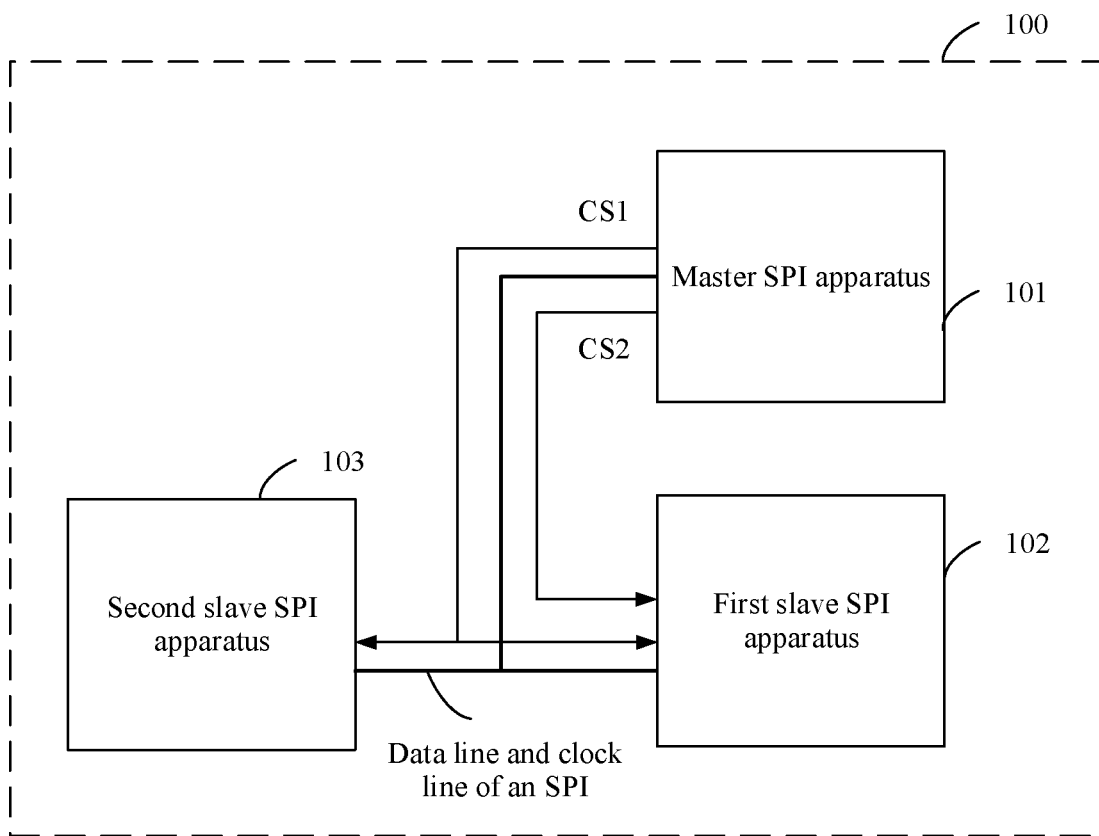 100
CS1
Master SPI apparatus
101
CS2
103
102
Second slave SPI
apparatus
First slave SPI
apparatus
Data line and clock
line of an SPI